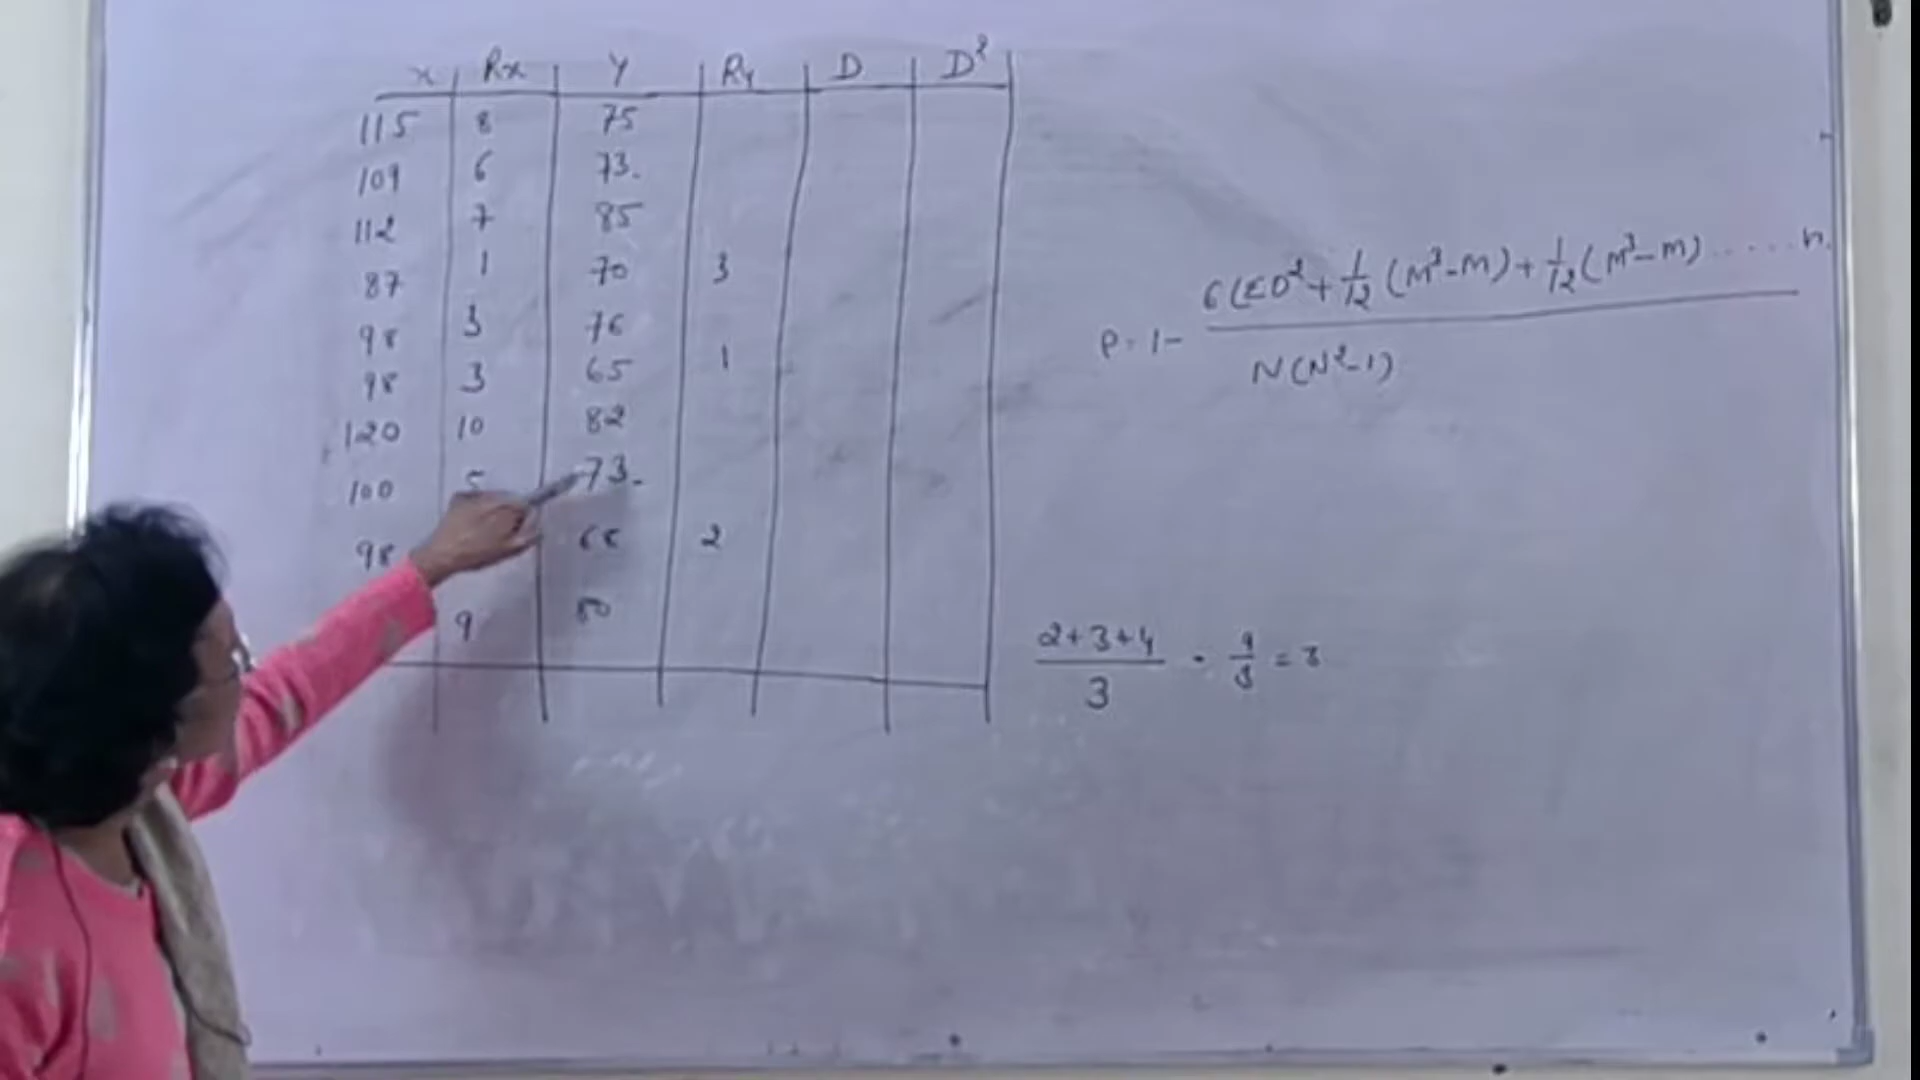 x Rx Y Ry D D²
115 8 75
109 6 73.
112 7 85
87 1 70 3
98 3 76
98 3 65 1
120 10 82
100 5 73.
98 68 2
9 80
P = 1 - 6(ΣD² + 1/12 (m³-m) + 1/12 (m³-m) ..... n.
N(N²-1)
2+3+4/3 = 9/3 = 3